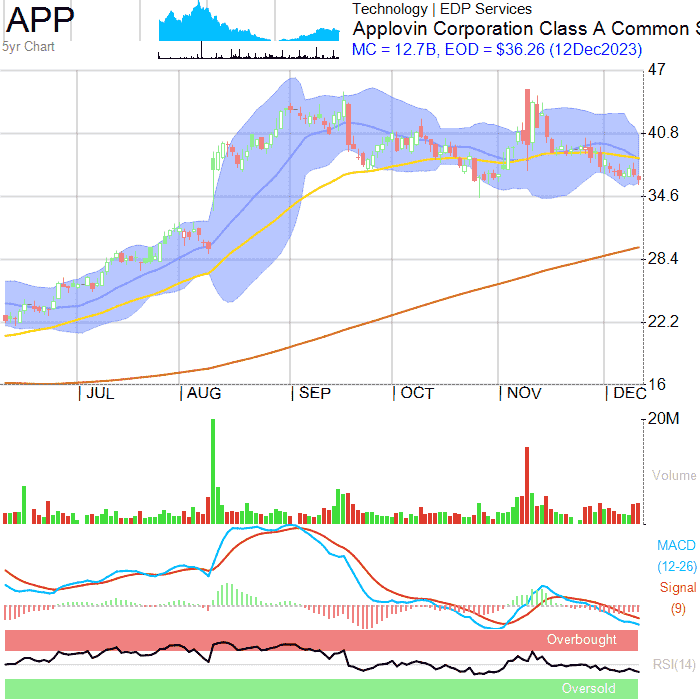 APP
5yr Chart
Technology | EDP Services
Applovin Corporation Class A Common S
MC = 12.7B, EOD = $36.26 (12Dec2023)
47
40.8
34.6
28.4
22.2
16
| JUL | AUG | SEP | OCT | NOV | DEC
20M
Volume
MACD
(12-26)
Signal
(9)
Overbought
RSI(14)
Oversold